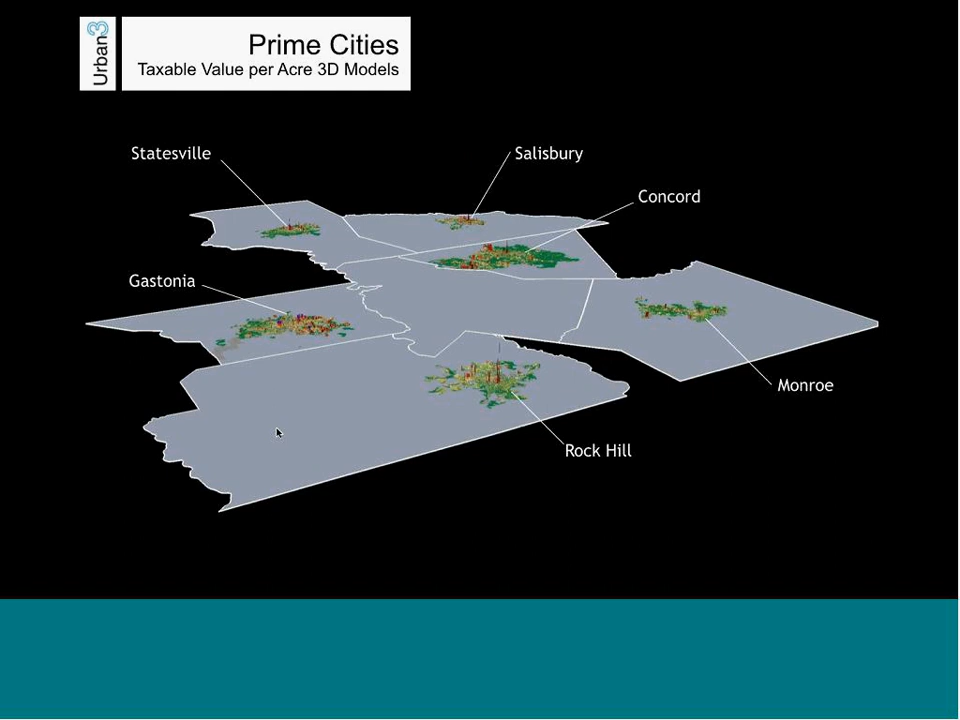 Urban3
Prime Cities
Taxable Value per Acre 3D Models
Statesville
Salisbury
Concord
Gastonia
Monroe
Rock Hill